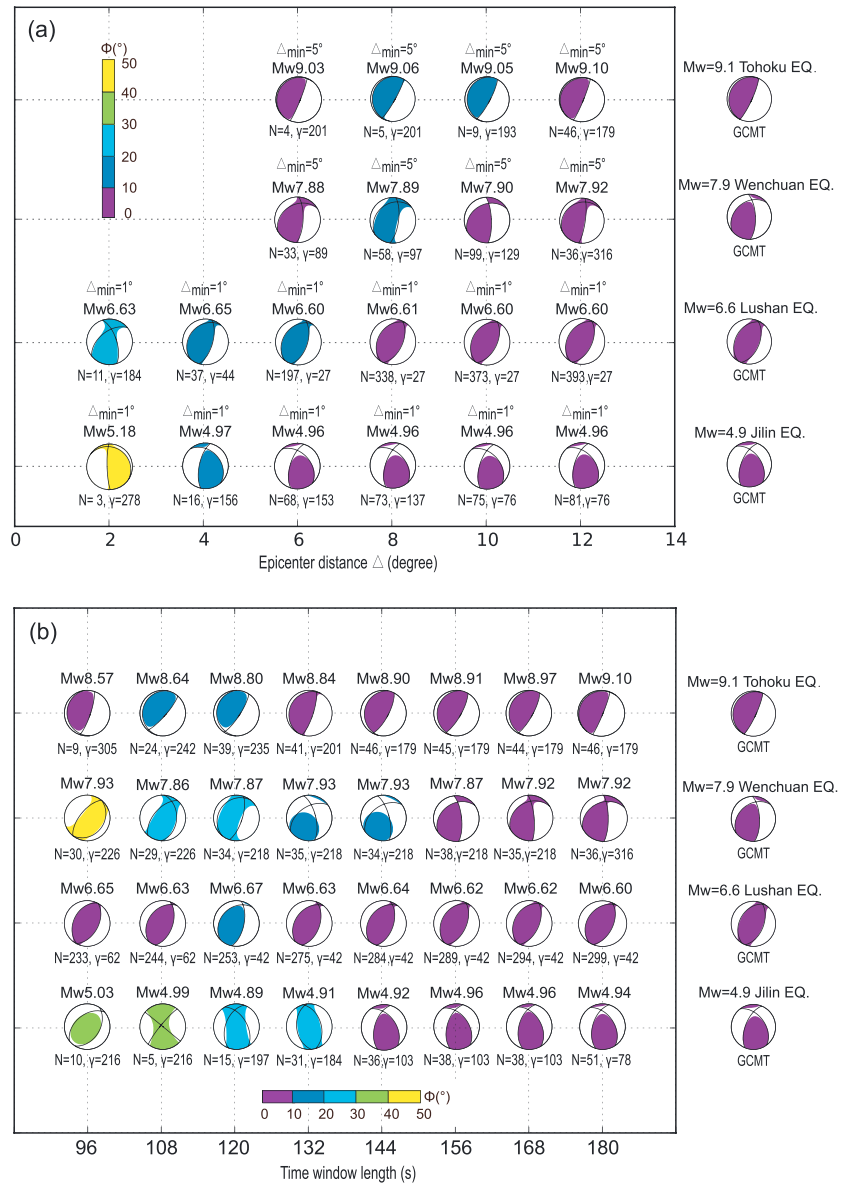 (a)
Φ(°)
50
40
30
20
10
0
△min=5° △min=5° △min=5° △min=5°
Mw9.03 Mw9.06 Mw9.05 Mw9.10 Mw=9.1 Tohoku EQ.
N=4, γ=201 N=5, γ=201 N=9, γ=193 N=46, γ=179 GCMT
△min=5° △min=5° △min=5° △min=5°
Mw7.88 Mw7.89 Mw7.90 Mw7.92 Mw=7.9 Wenchuan EQ.
N=33, γ=89 N=58, γ=97 N=99, γ=129 N=36,γ=316 GCMT
△min=1° △min=1° △min=1° △min=1° △min=1° △min=1°
Mw6.63 Mw6.65 Mw6.60 Mw6.61 Mw6.60 Mw6.60 Mw=6.6 Lushan EQ.
N=11, γ=184 N=37, γ=44 N=197, γ=27 N=338, γ=27 N=373, γ=27 N=393,γ=27 GCMT
△min=1° △min=1° △min=1° △min=1° △min=1° △min=1°
Mw5.18 Mw4.97 Mw4.96 Mw4.96 Mw4.96 Mw4.96 Mw=4.9 Jilin EQ.
N= 3, γ=278 N=16, γ=156 N=68, γ=153 N=73, γ=137 N=75, γ=76 N=81,γ=76 GCMT
0 2 4 6 8 10 12 14
Epicenter distance △ (degree)
(b)
Mw8.57 Mw8.64 Mw8.80 Mw8.84 Mw8.90 Mw8.91 Mw8.97 Mw9.10 Mw=9.1 Tohoku EQ.
N=9, γ=305 N=24, γ=242 N=39, γ=235 N=41, γ=201 N=46, γ=179 N=45, γ=179 N=44, γ=179 N=46, γ=179 GCMT
Mw7.93 Mw7.86 Mw7.87 Mw7.93 Mw7.93 Mw7.87 Mw7.92 Mw7.92 Mw=7.9 Wenchuan EQ.
N=30, γ=226 N=29, γ=226 N=34, γ=218 N=35, γ=218 N=34,γ=218 N=38,γ=218 N=35,γ=218 N=36,γ=316 GCMT
Mw6.65 Mw6.63 Mw6.67 Mw6.63 Mw6.64 Mw6.62 Mw6.62 Mw6.60 Mw=6.6 Lushan EQ.
N=233, γ=62 N=244, γ=62 N=253, γ=42 N=275, γ=42 N=284,γ=42 N=289, γ=42 N=294, γ=42 N=299, γ=42 GCMT
Mw5.03 Mw4.99 Mw4.89 Mw4.91 Mw4.92 Mw4.96 Mw4.96 Mw4.94 Mw=4.9 Jilin EQ.
N=10, γ=216 N=5, γ=216 N=15, γ=197 N=31, γ=184 N=36,γ=103 N=38, γ=103 N=38, γ=103 N=51, γ=78 GCMT
Φ(°)
0 10 20 30 40 50
96 108 120 132 144 156 168 180
Time window length (s)